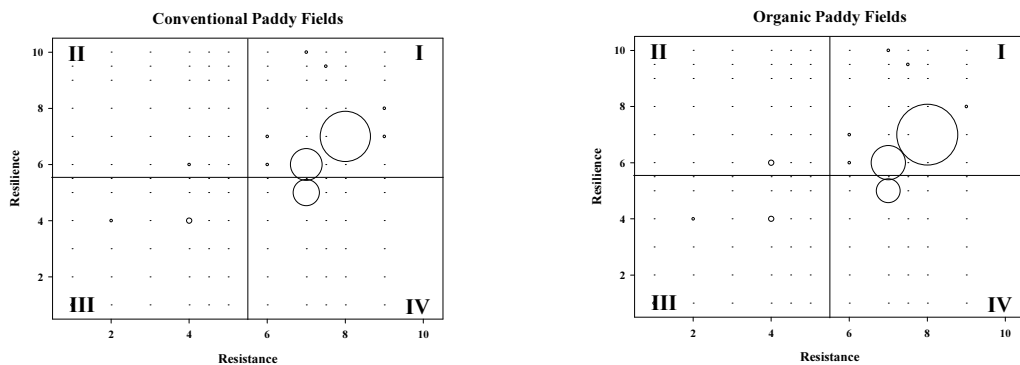 Conventional Paddy Fields
II
I
10
8
6
4
2
III
IV
2
4
6
8
10
Resilience
Resistance
Organic Paddy Fields
II
I
10
8
6
4
2
III
IV
2
4
6
8
10
Resilience
Resistance